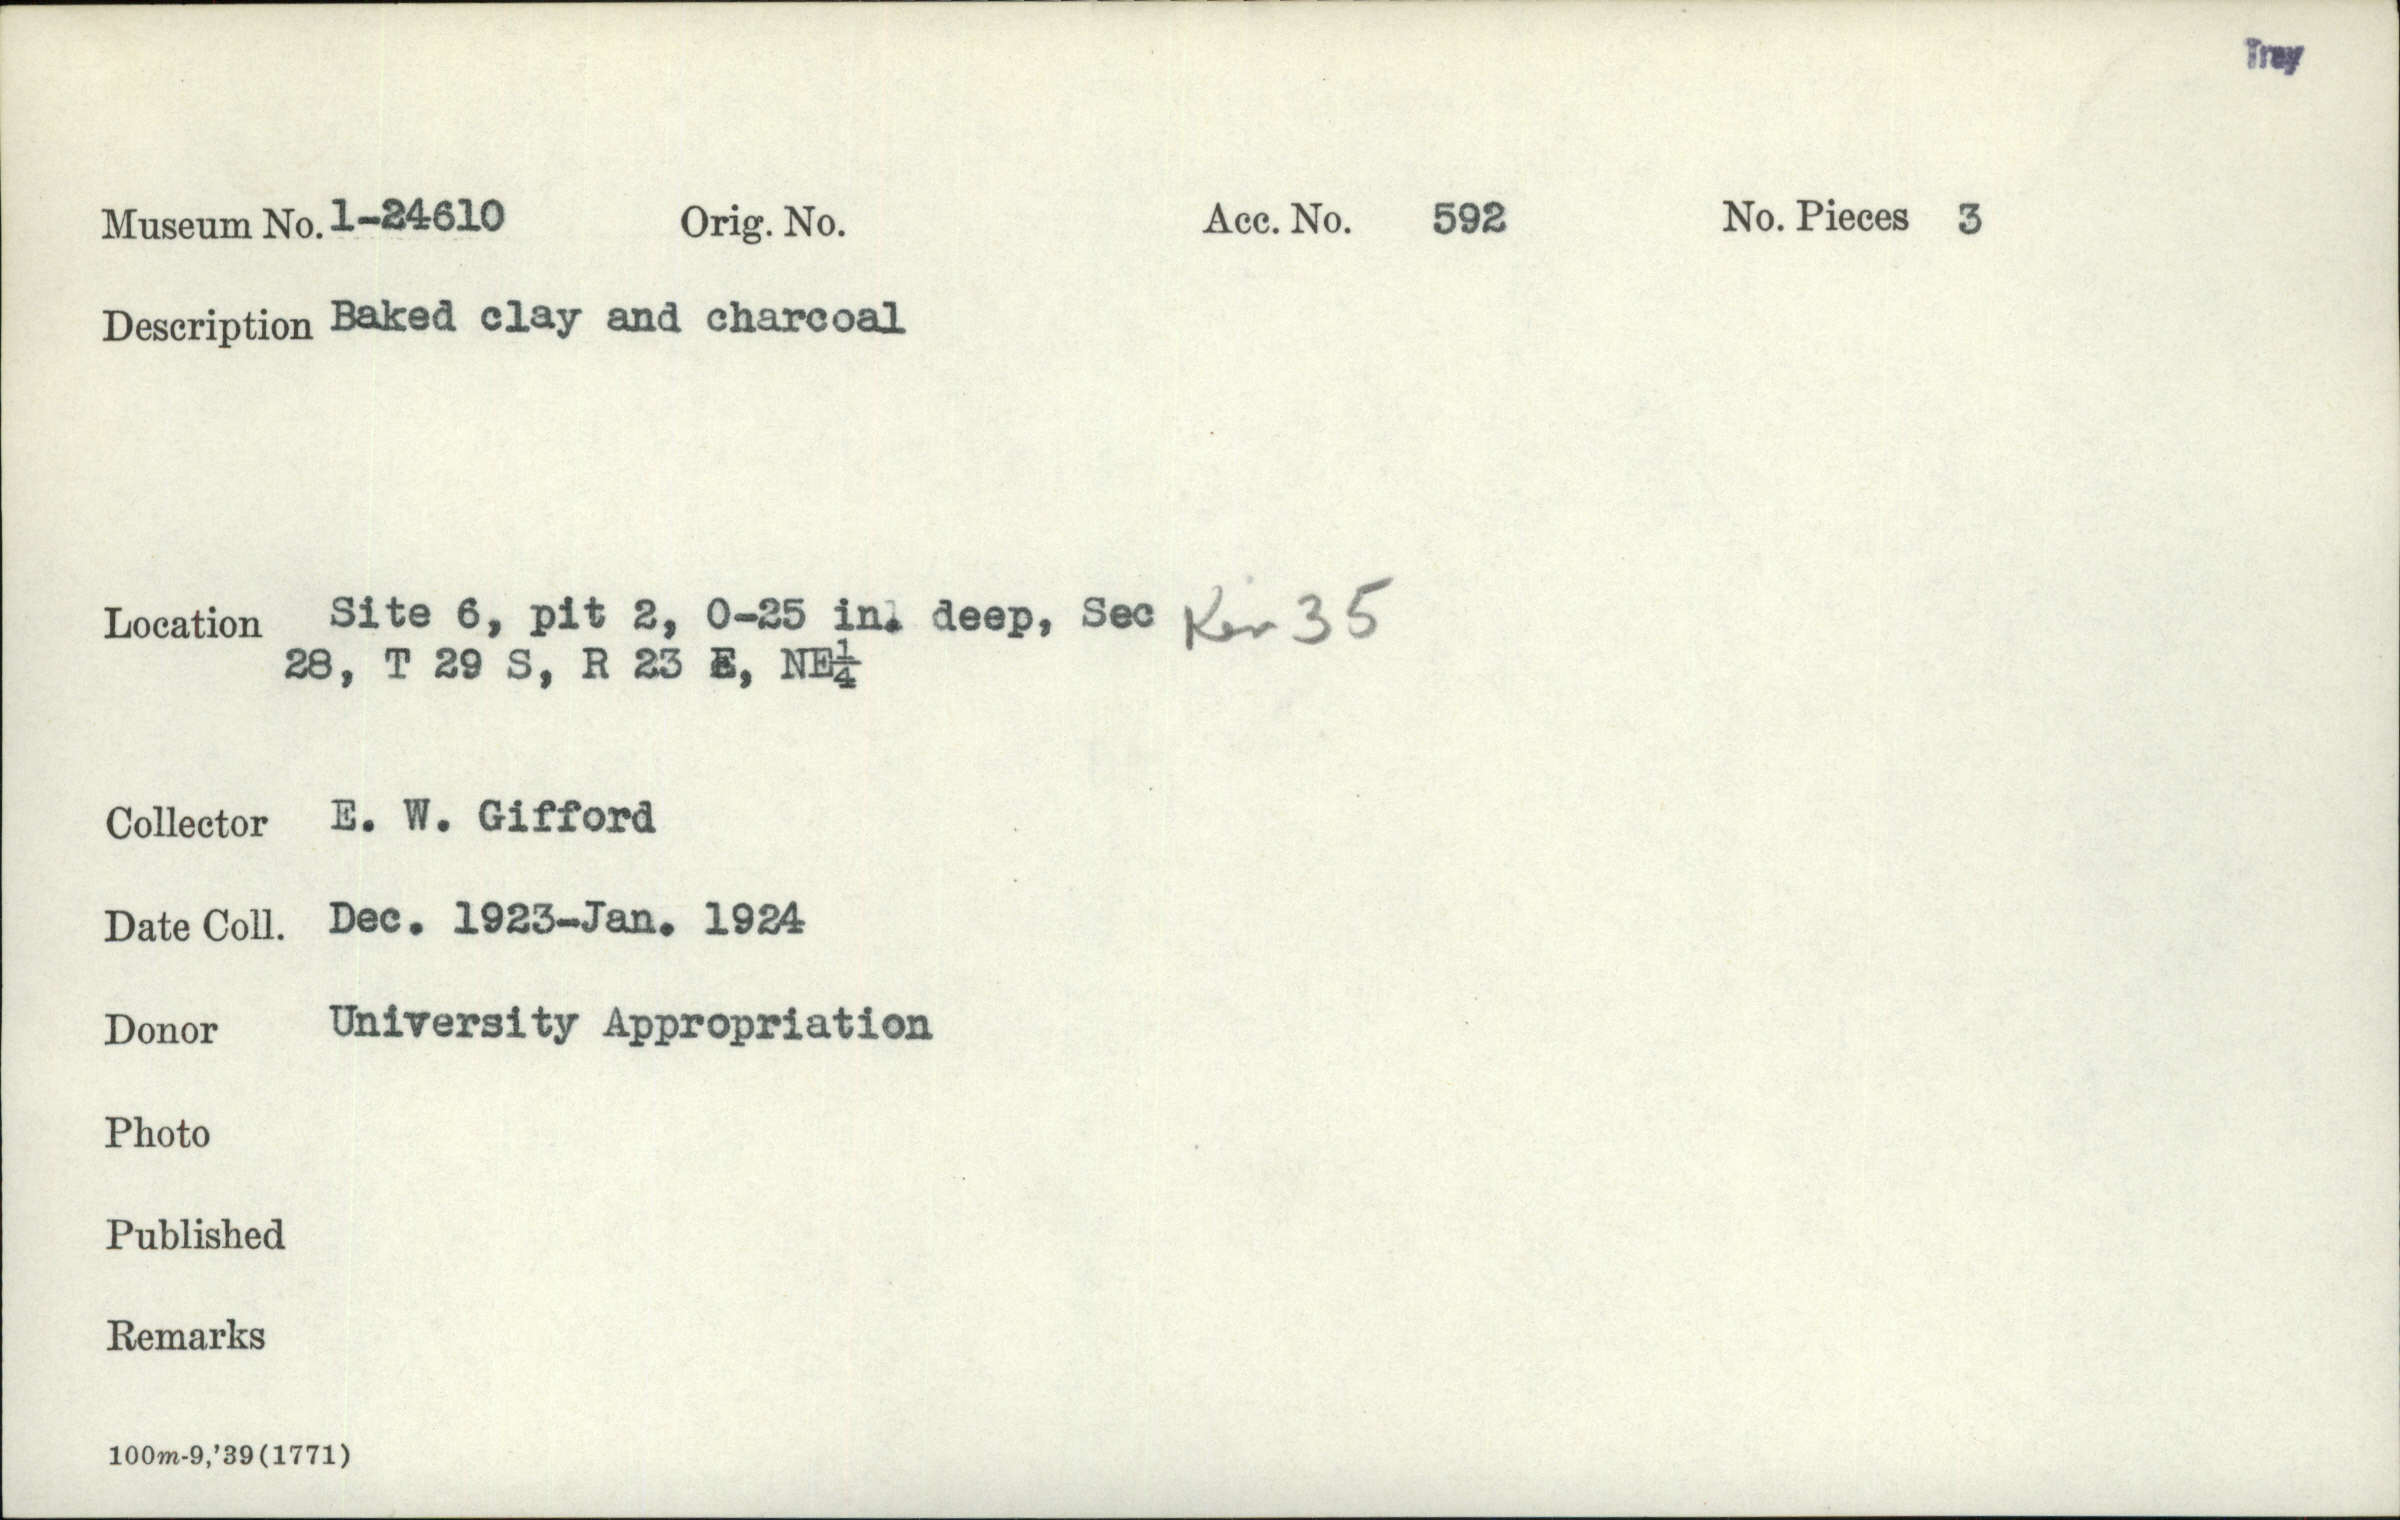 Tray
Museum No. 1-24610 Orig. No. Acc. No. 592 No. Pieces 3
Description Baked clay and charcoal
Location Site 6, pit 2, 0-25 in. deep, Sec Ker 35
28, T 29 S, R 23 E, NE¼
Collector E. W. Gifford
Date Coll. Dec. 1923-Jan. 1924
Donor University Appropriation
Photo
Published
Remarks
100m-9,'39(1771)